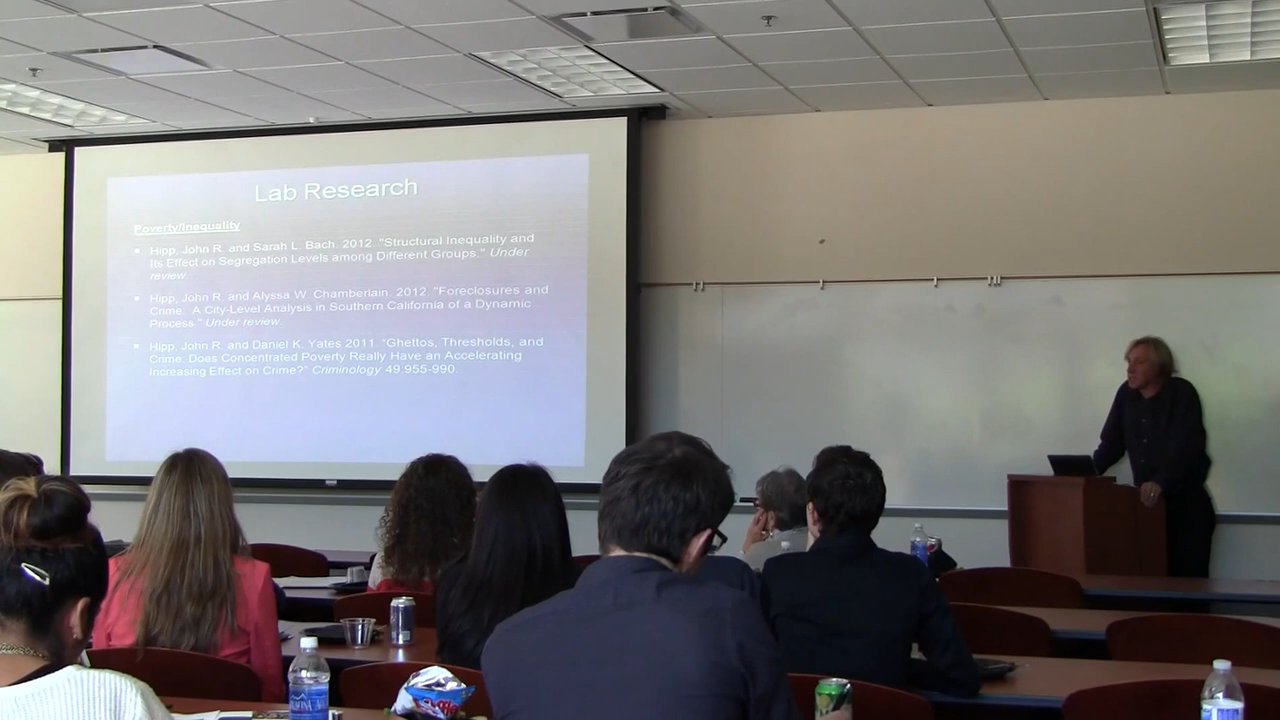 Lab Research
Poverty/Inequality
Hipp, John R. and Sarah L. Bach. 2012. "Structural Inequality and
Its Effect on Segregation Levels among Different Groups." Under
review.
Hipp, John R. and Alyssa W. Chamberlain. 2012. "Foreclosures and
Crime: A City-Level Analysis in Southern California of a Dynamic
Process." Under review.
Hipp, John R. and Daniel K. Yates 2011. "Ghettos, Thresholds, and
Crime: Does Concentrated Poverty Really Have an Accelerating
Increasing Effect on Crime?" Criminology 49:955-990.